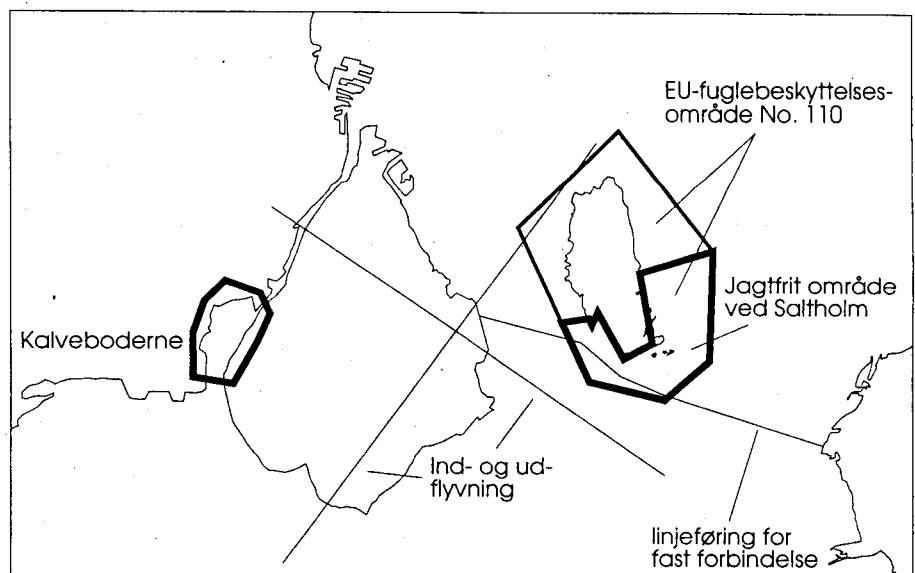 EU-fuglebeskyttelses-
område No. 110
Jagtfrit område
ved Saltholm
Kalveboderne
Ind- og ud-
flyvning
linjeføring for
fast forbindelse